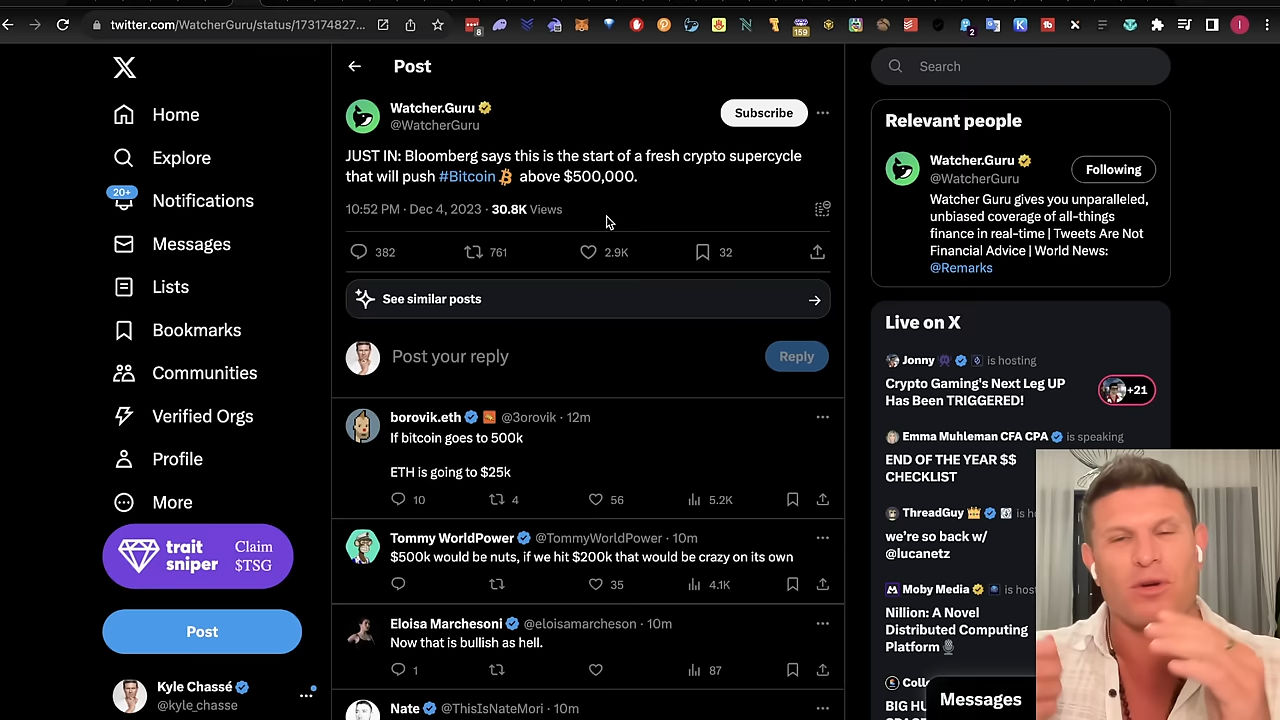 twitter.com/WatcherGuru/status/173174827...
8
159
2
Home
Explore
20+
Notifications
Messages
Lists
Bookmarks
Communities
Verified Orgs
Profile
More
trait
sniper
Claim
$TSG
Post
Kyle Chassé
@kyle_chasse
Post
Watcher.Guru
@WatcherGuru
Subscribe
JUST IN: Bloomberg says this is the start of a fresh crypto supercycle
that will push #Bitcoin above $500,000.
10:52 PM · Dec 4, 2023 · 30.8K Views
382 761 2.9K 32
See similar posts
Post your reply
Reply
borovik.eth @3orovik · 12m
If bitcoin goes to 500k
ETH is going to $25k
10 4 56 5.2K
Tommy WorldPower @TommyWorldPower · 10m
$500k would be nuts, if we hit $200k that would be crazy on its own
35 4.1K
Eloisa Marchesoni @eloisamarcheson · 10m
Now that is bullish as hell.
1 87
Nate @ThisIsNateMori · 10m
Search
Relevant people
Watcher.Guru
@WatcherGuru
Following
Watcher Guru gives you unparalleled,
unbiased coverage of all-things
finance in real-time | Tweets Are Not
Financial Advice | World News:
@Remarks
Live on X
Jonny is hosting
Crypto Gaming's Next Leg UP
Has Been TRIGGERED!
+21
Emma Muhleman CFA CPA is speaking
END OF THE YEAR $$
CHECKLIST
ThreadGuy is h
we're so back w/
@lucanetz
Moby Media is host
Nillion: A Novel
Distributed Computing
Platform
Coll
BIG HU
Messages